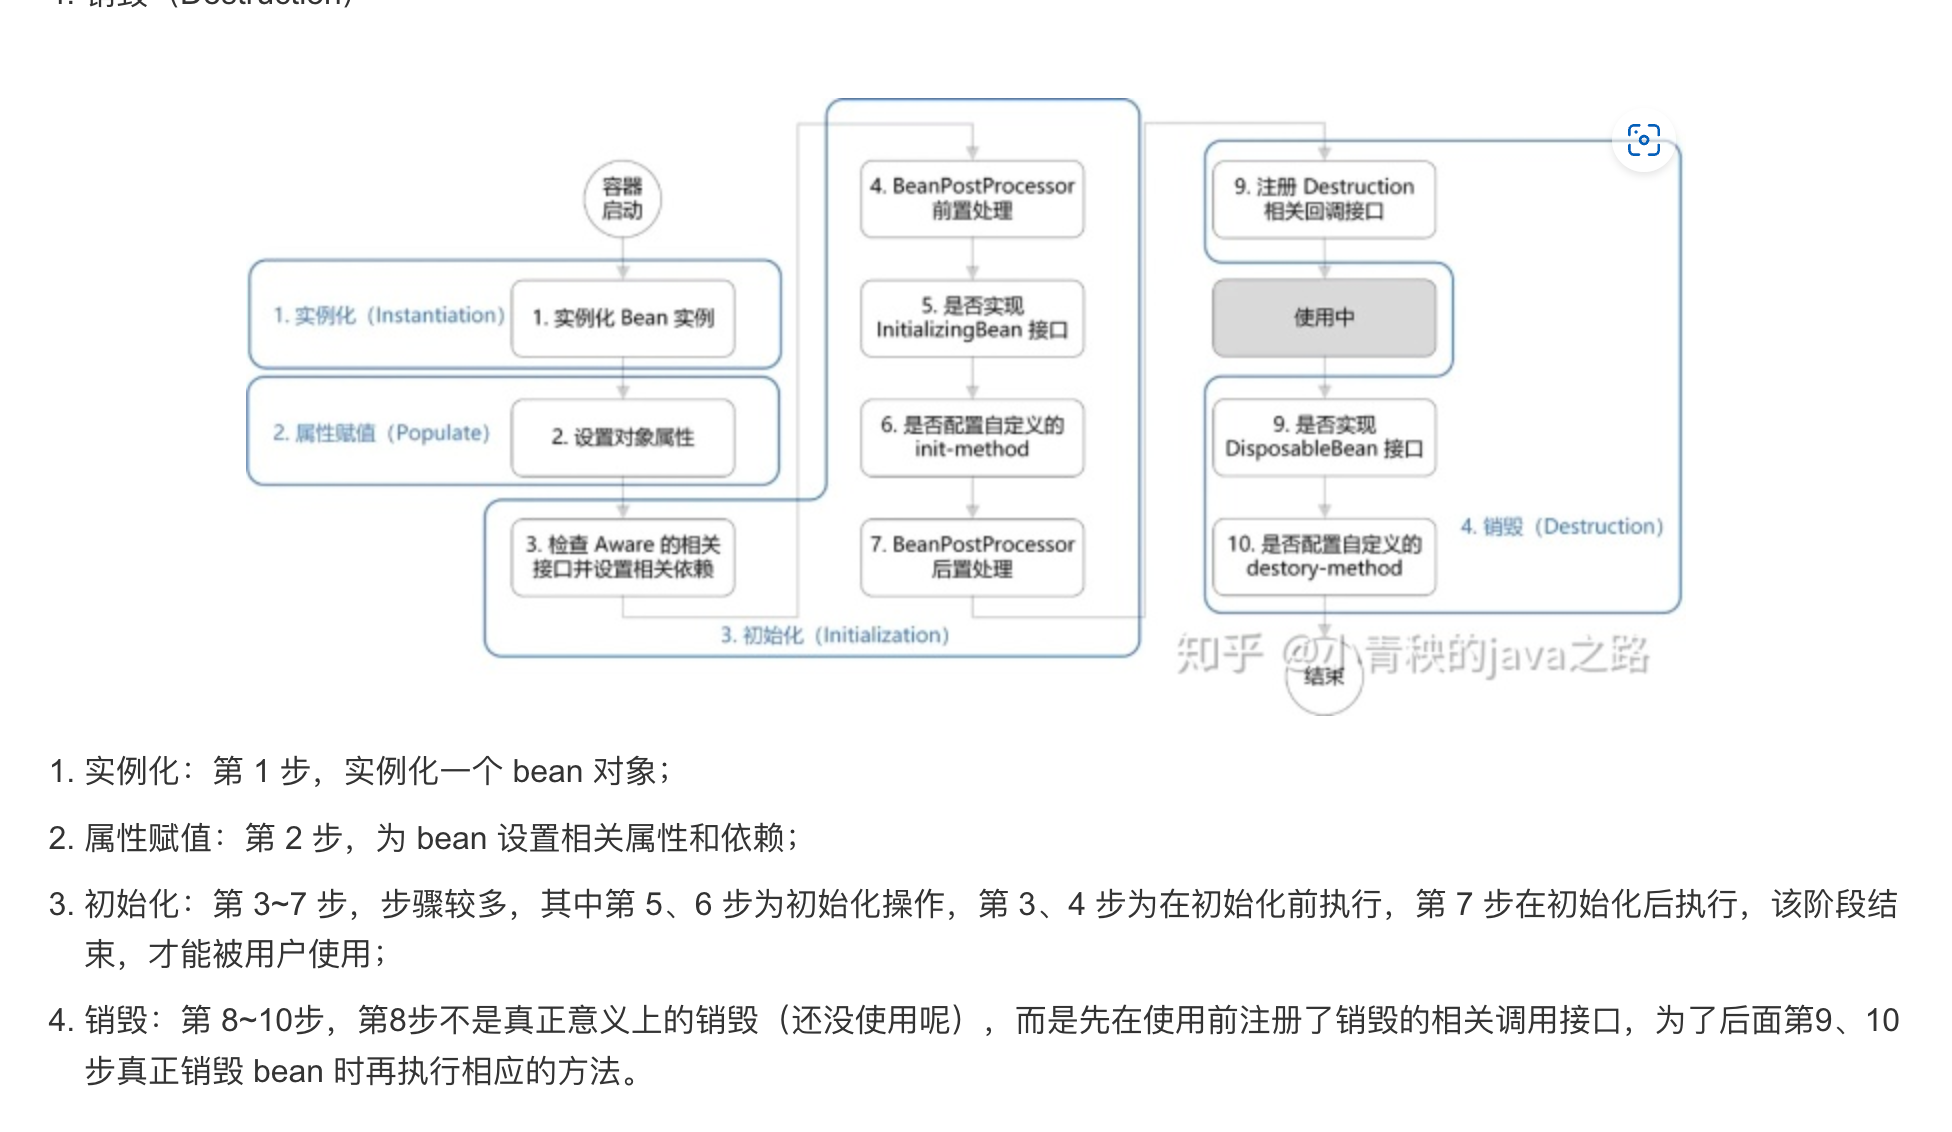 4. 销毁（Destruction）
容器
启动
1. 实例化（Instantiation）
1. 实例化 Bean 实例
2. 属性赋值（Populate）
2. 设置对象属性
3. 检查 Aware 的相关
接口并设置相关依赖
3. 初始化（Initialization）
4. BeanPostProcessor
前置处理
5. 是否实现
InitializingBean 接口
6. 是否配置自定义的
init-method
7. BeanPostProcessor
后置处理
9. 注册 Destruction
相关回调接口
使用中
9. 是否实现
DisposableBean 接口
10. 是否配置自定义的
destory-method
4. 销毁（Destruction）
结束
知乎 @小青秧的java之路
1. 实例化：第 1 步，实例化一个 bean 对象；
2. 属性赋值：第 2 步，为 bean 设置相关属性和依赖；
3. 初始化：第 3~7 步，步骤较多，其中第 5、6 步为初始化操作，第 3、4 步为在初始化前执行，第 7 步在初始化后执行，该阶段结
束，才能被用户使用；
4. 销毁：第 8~10步，第8步不是真正意义上的销毁（还没使用呢），而是先在使用前注册了销毁的相关调用接口，为了后面第9、10
步真正销毁 bean 时再执行相应的方法。